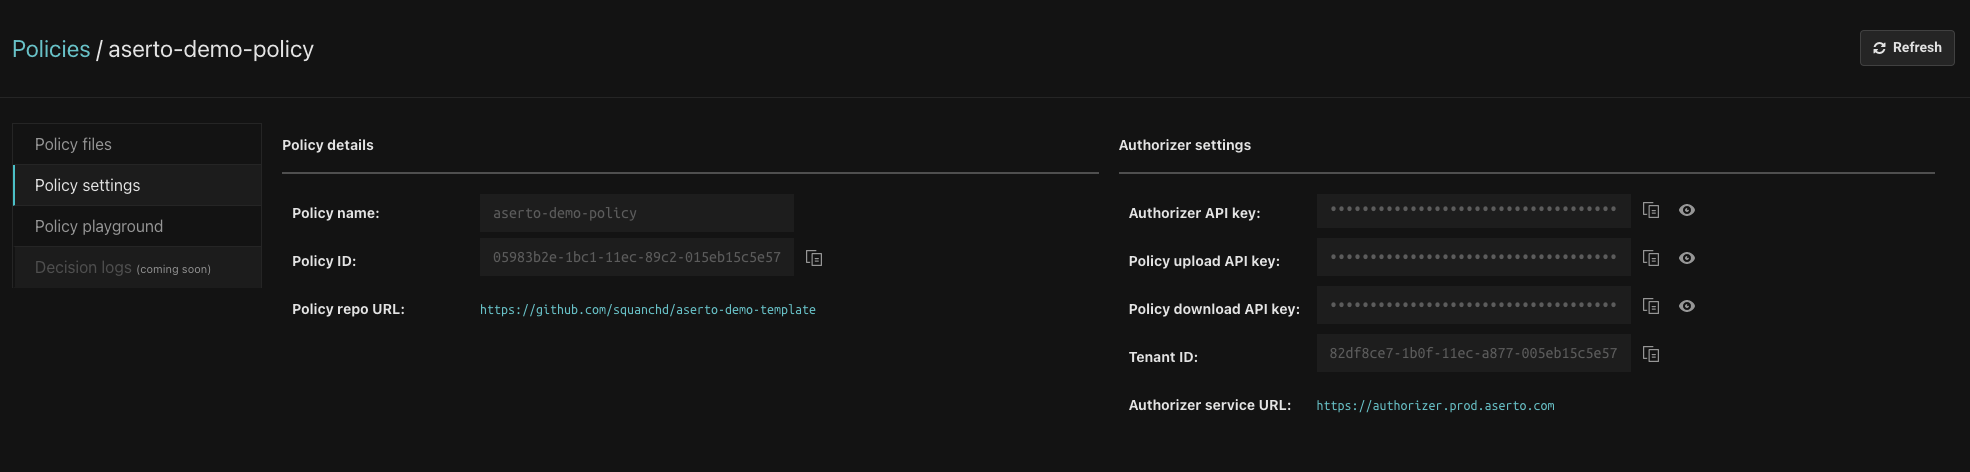 Policies / aserto-demo-policy
Refresh
Policy files
Policy settings
Policy playground
Decision logs (coming soon)
Policy details
Policy name: aserto-demo-policy
Policy ID: 05983b2e-1bc1-11ec-89c2-015eb15c5e57
Policy repo URL: https://github.com/squanchd/aserto-demo-template
Authorizer settings
Authorizer API key: ••••••••••••••••••••••••••••••••••••
Policy upload API key: ••••••••••••••••••••••••••••••••••••
Policy download API key: ••••••••••••••••••••••••••••••••••••
Tenant ID: 82df8ce7-1b0f-11ec-a877-005eb15c5e57
Authorizer service URL: https://authorizer.prod.aserto.com